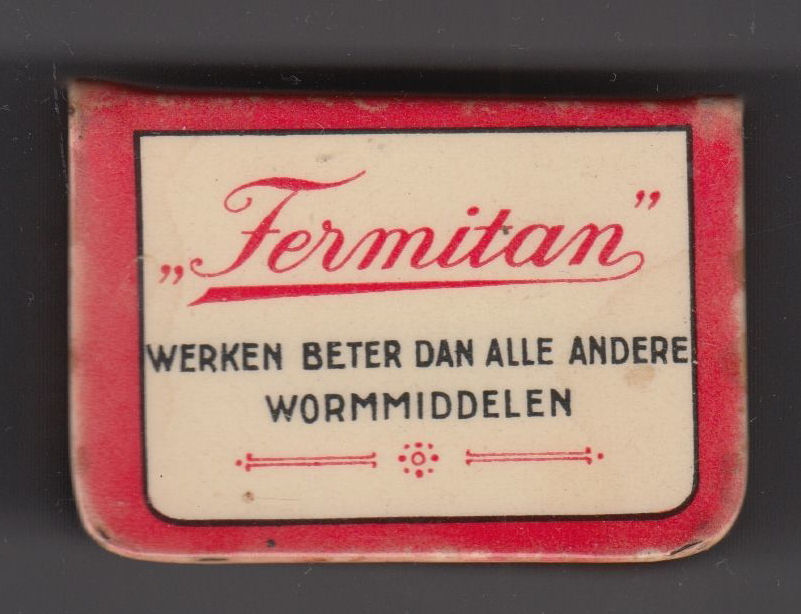 „Fermitan”
WERKEN BETER DAN ALLE ANDERE
WORMMIDDELEN